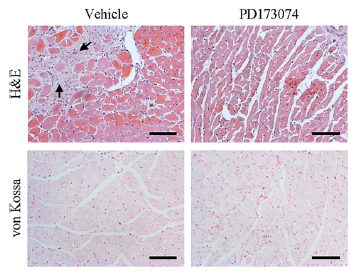 Vehicle PD173074
H&E
von Kossa